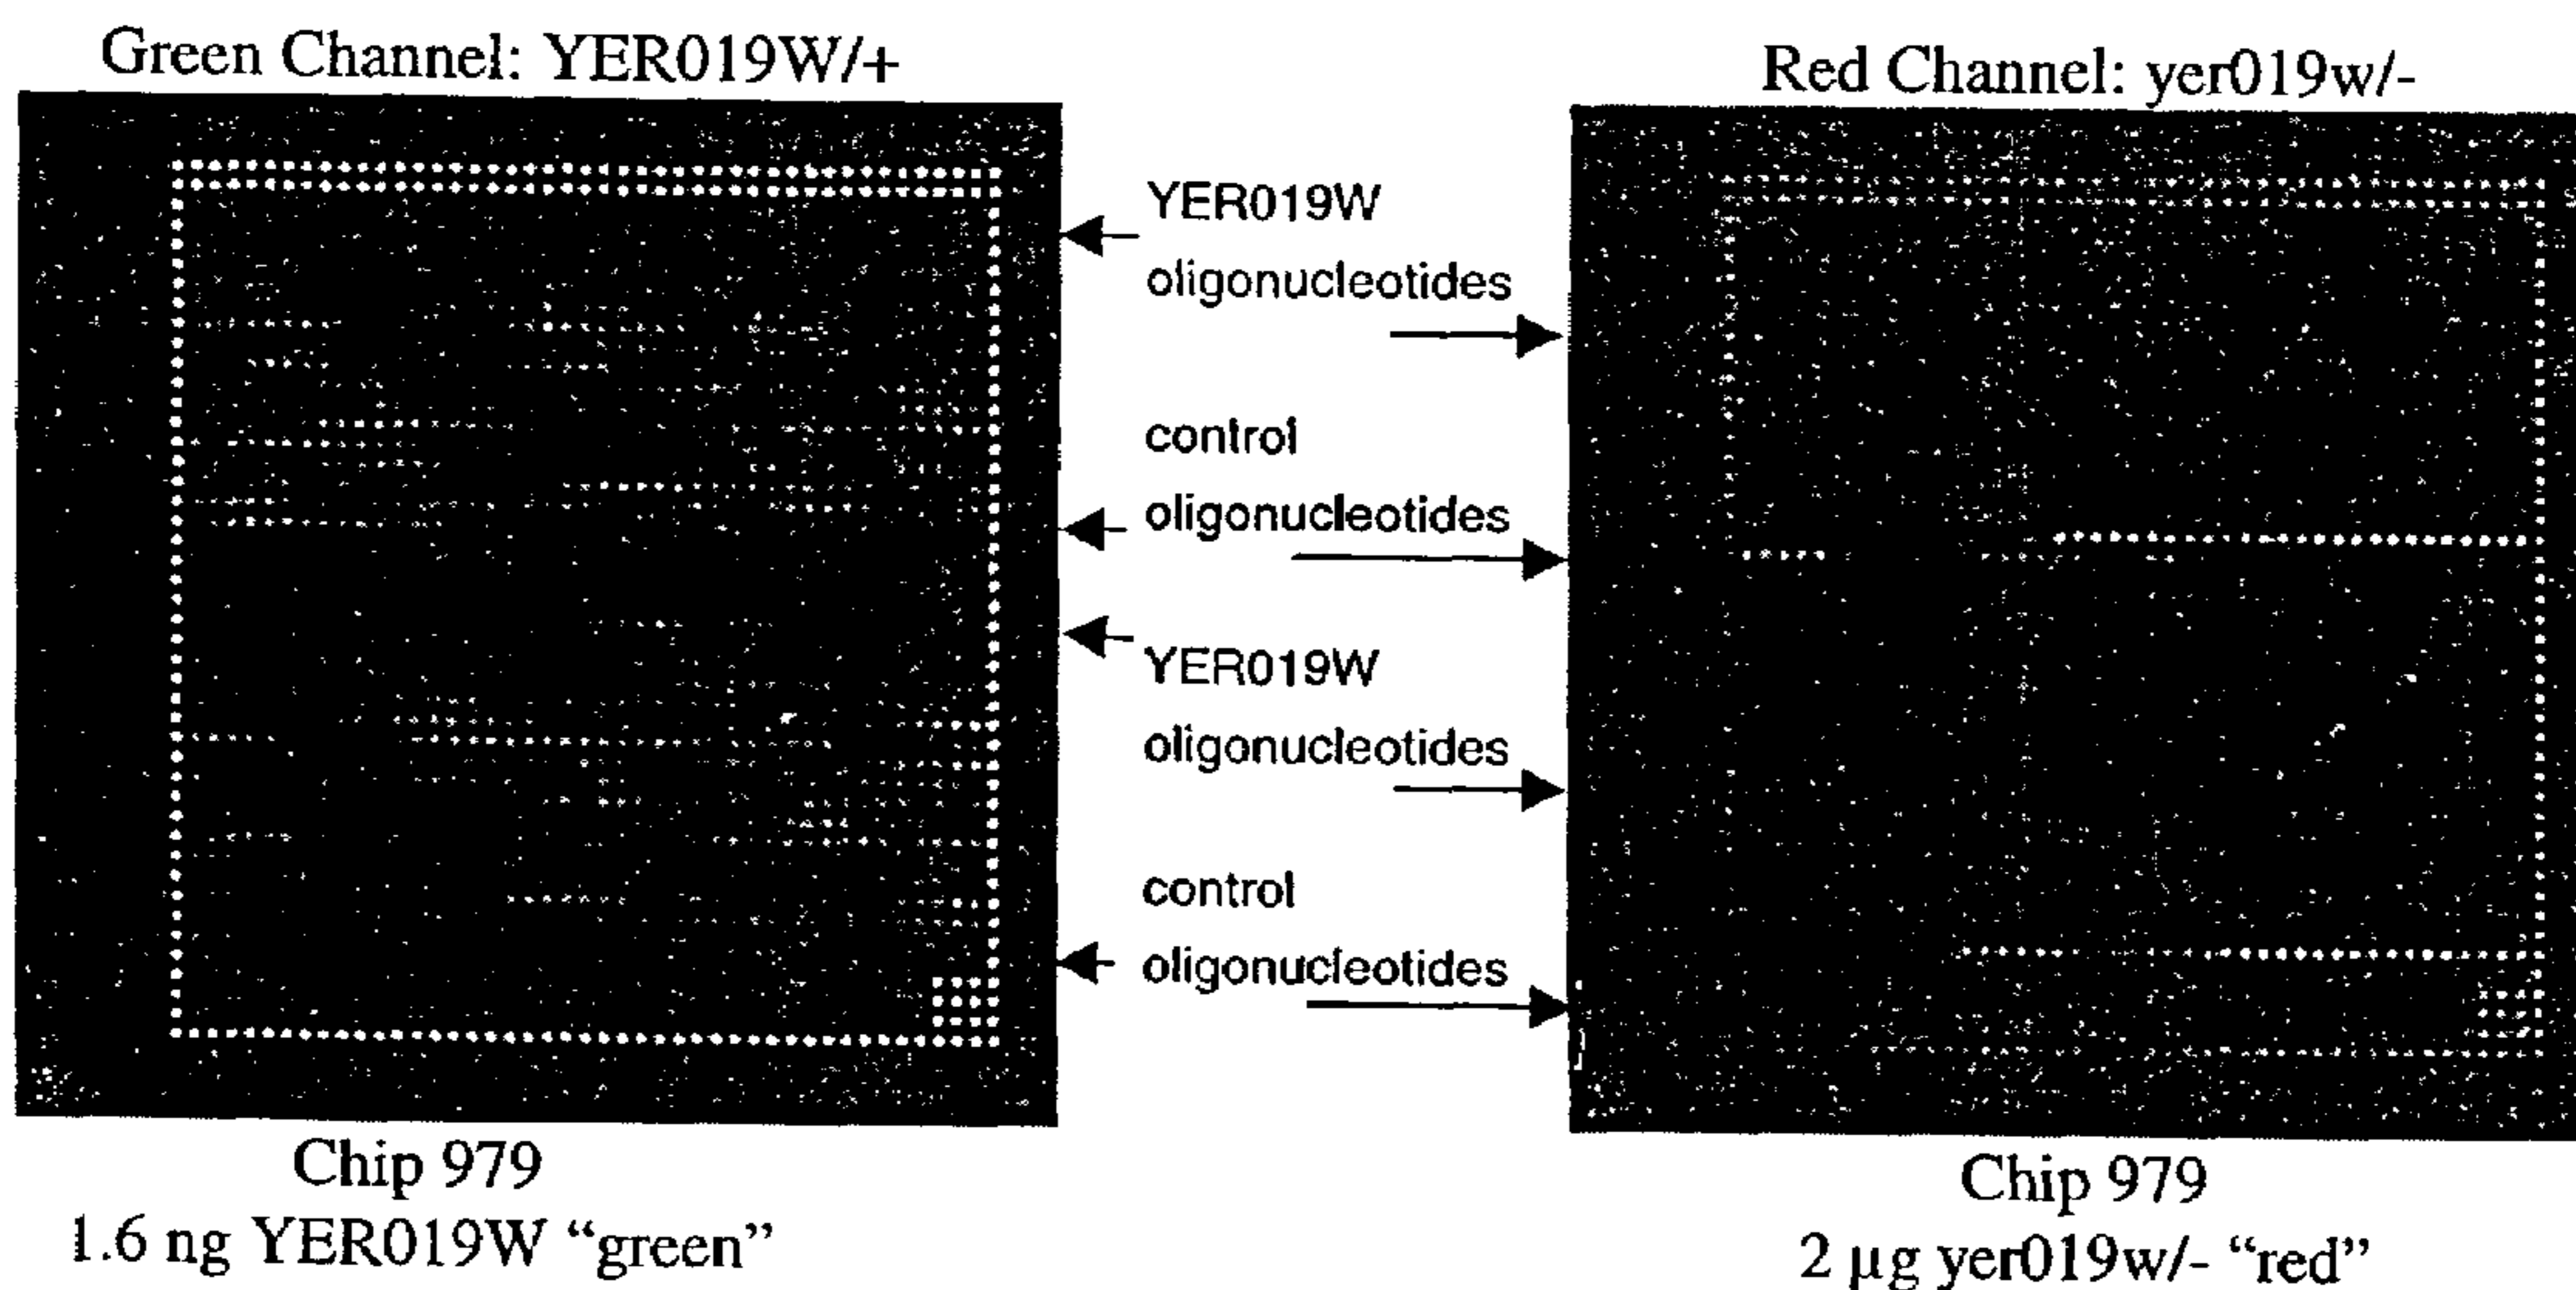 Green Channel: YER019W/+
Red Channel: yer019w/-
YER019W
oligonucleotides
control
oligonucleotides
YER019W
oligonucleotides
control
oligonucleotides
Chip 979
1.6 ng YER019W “green”
Chip 979
2 µg yer019w/- “red”